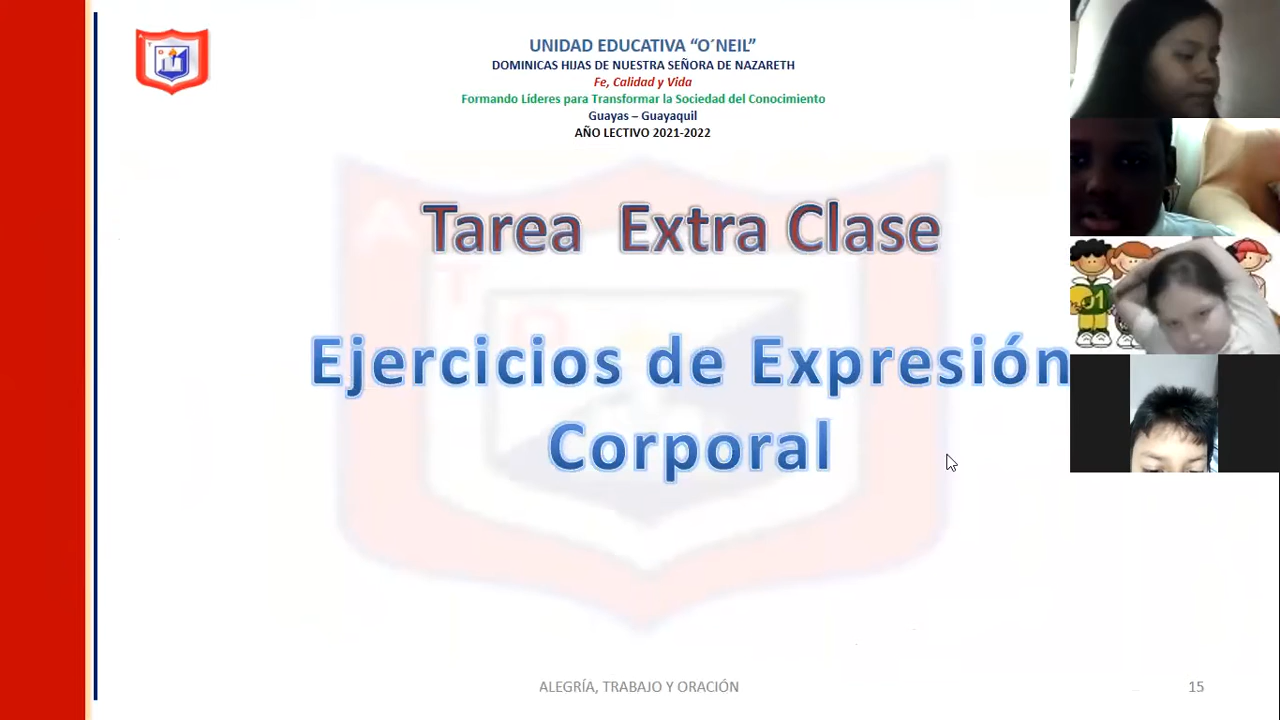 UNIDAD EDUCATIVA “O´NEIL”
DOMINICAS HIJAS DE NUESTRA SEÑORA DE NAZARETH
Fe, Calidad y Vida
Formando Líderes para Transformar la Sociedad del Conocimiento
Guayas – Guayaquil
AÑO LECTIVO 2021-2022
Tarea Extra Clase
Ejercicios de Expresión
Corporal
ALEGRÍA, TRABAJO Y ORACIÓN
15